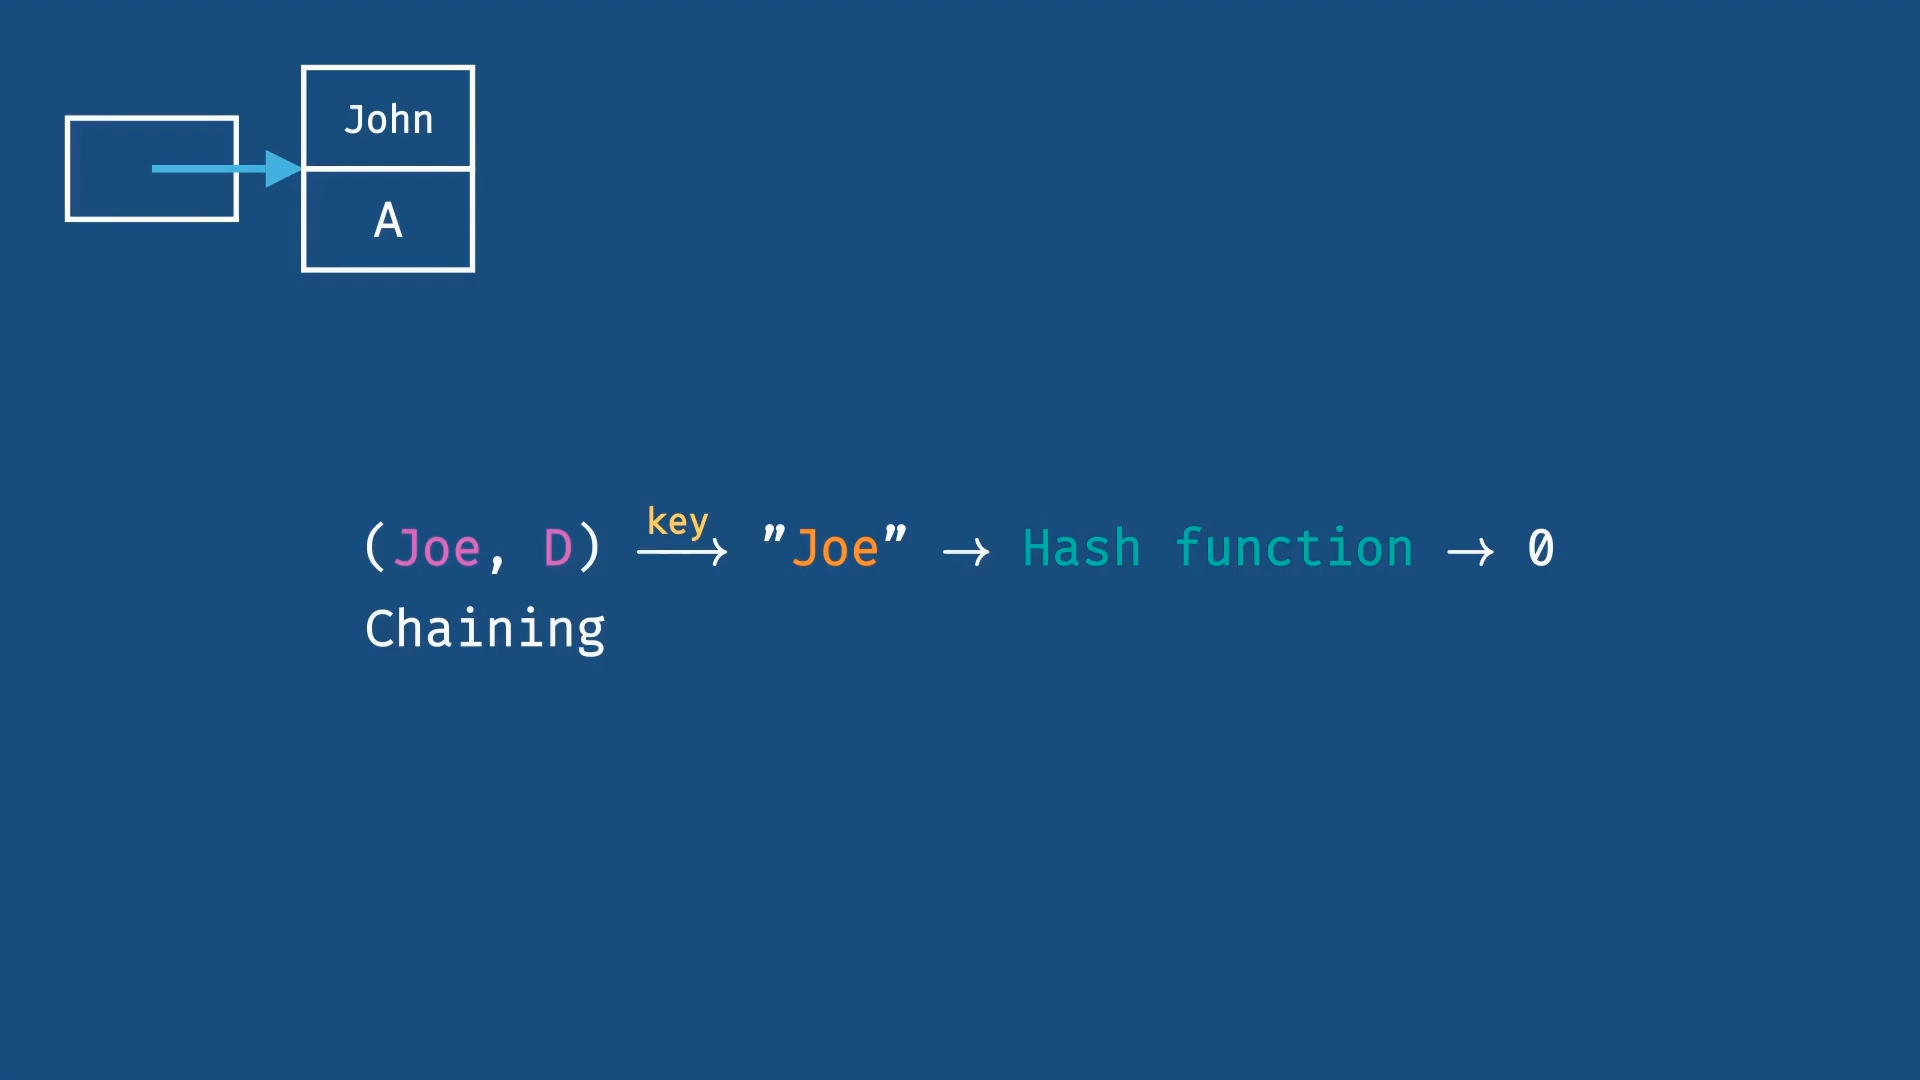 John
A
key
(Joe, D) → ”Joe” → Hash function → 0
Chaining